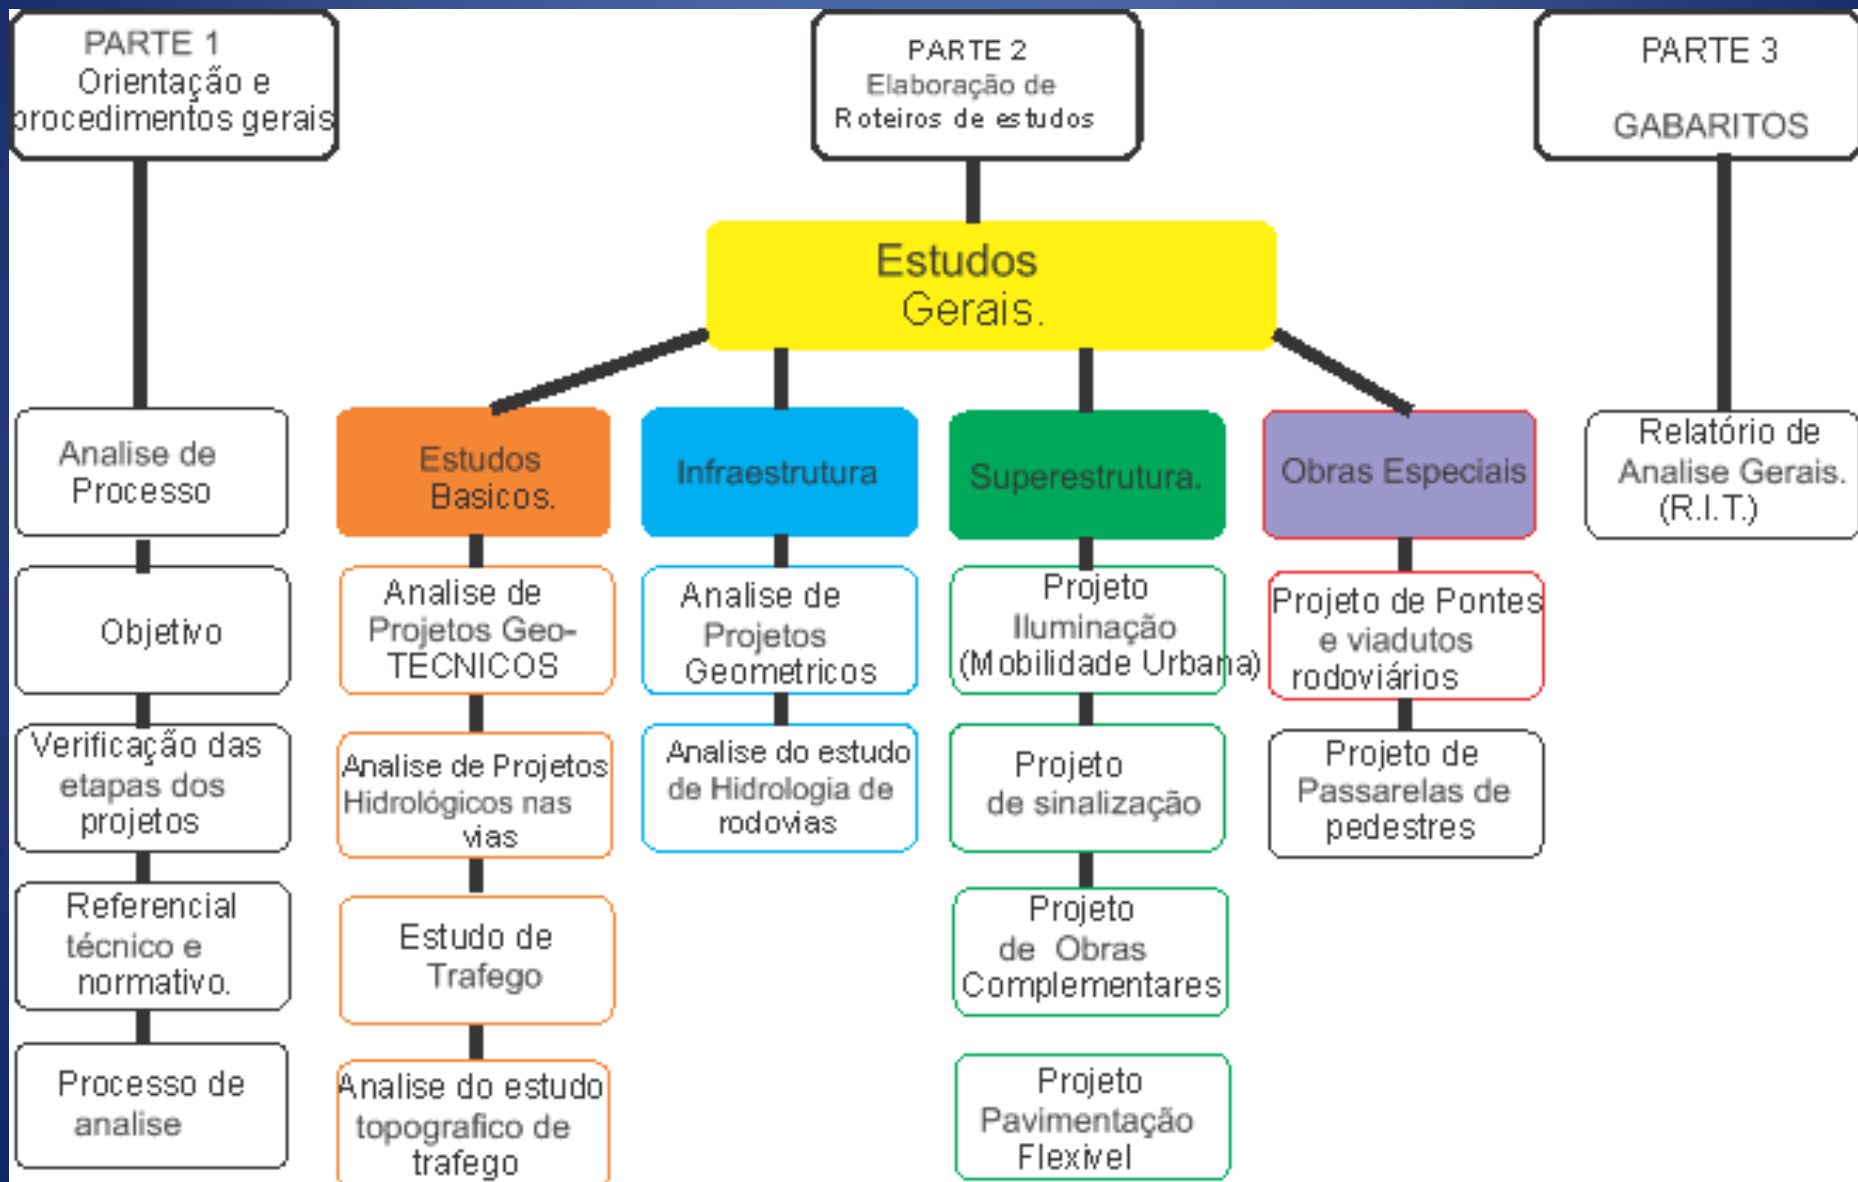 PARTE 1
Orientação e
procedimentos gerais
PARTE 2
Elaboração de
Roteiros de estudos
PARTE 3
GABARITOS
Estudos
Gerais.
Analise de
Processo
Objetivo
Verificação das
etapas dos
projetos
Referencial
técnico e
normativo.
Processo de
analise
Estudos
Basicos.
Analise de
Projetos Geo-
TECNICOS
Analise de Projetos
Hidrológicos nas
vias
Estudo de
Trafego
Analise do estudo
topografico de
trafego
Infraestrutura
Analise de
Projetos
Geometricos
Analise do estudo
de Hidrologia de
rodovias
Superestrutura.
Projeto
Iluminação
(Mobilidade Urbana)
Projeto
de sinalização
Projeto
de Obras
Complementares
Projeto
Pavimentação
Flexivel
Obras Especiais
Projeto de Pontes
e viadutos
rodoviários
Projeto de
Passarelas de
pedestres
Relatório de
Analise Gerais.
(R.I.T.)